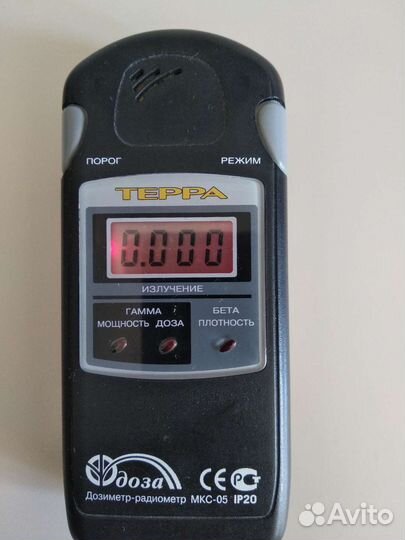 ПОРОГ РЕЖИМ
ТЕРРА
0.000
ИЗЛУЧЕНИЕ
ГАММА БЕТА
МОЩНОСТЬ ДОЗА ПЛОТНОСТЬ
доза CE РСТ
Дозиметр-радиометр МКС-05 IP20
Avito